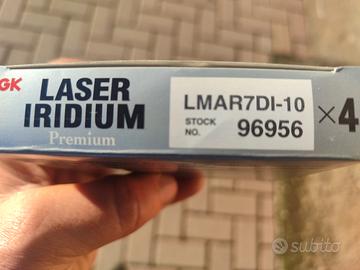 GK
LASER
IRIDIUM
Premium
LMAR7DI-10
STOCK
NO.
96956
×4
subito